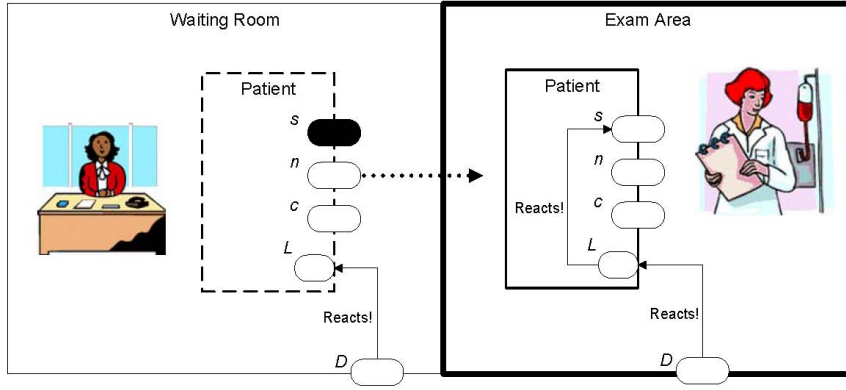 Waiting Room
Patient
s
n
c
L
Reacts!
D
Exam Area
Patient
s
n
c
Reacts!
L
Reacts!
D